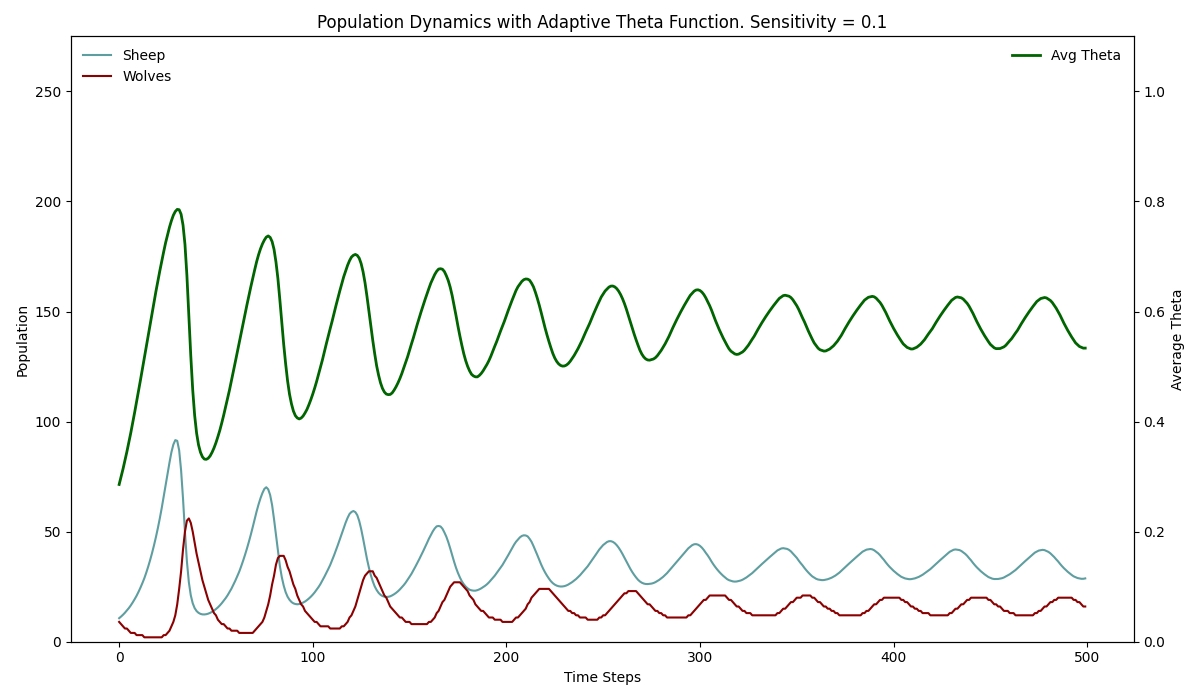 Population Dynamics with Adaptive Theta Function. Sensitivity = 0.1
Sheep
Wolves
Avg Theta
Population
250
200
150
100
50
0
Average Theta
1.0
0.8
0.6
0.4
0.2
0.0
0
100
200
300
400
500
Time Steps